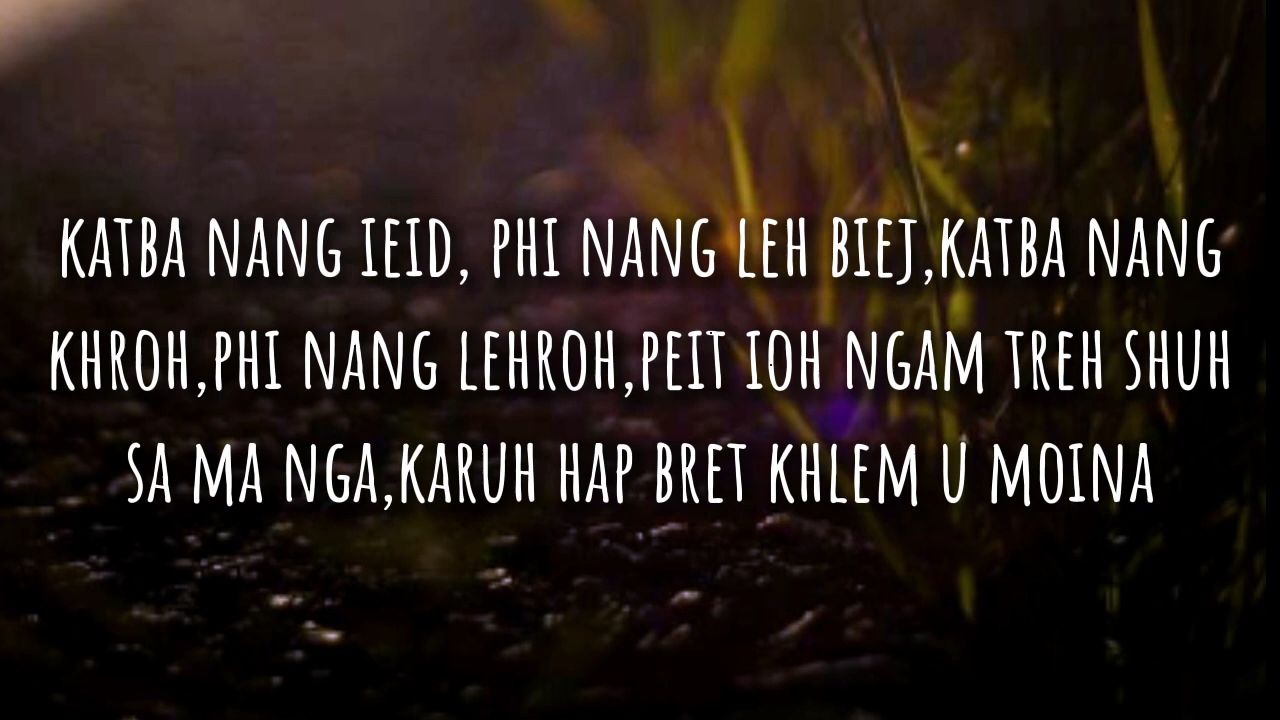 KATBA NANG IEID, PHI NANG LEH BIEJ,KATBA NANG
KHROH,PHI NANG LEHROH,PEIT IOH NGAM TREH SHUH
SA MA NGA,KARUH HAP BRET KHLEM U MOINA